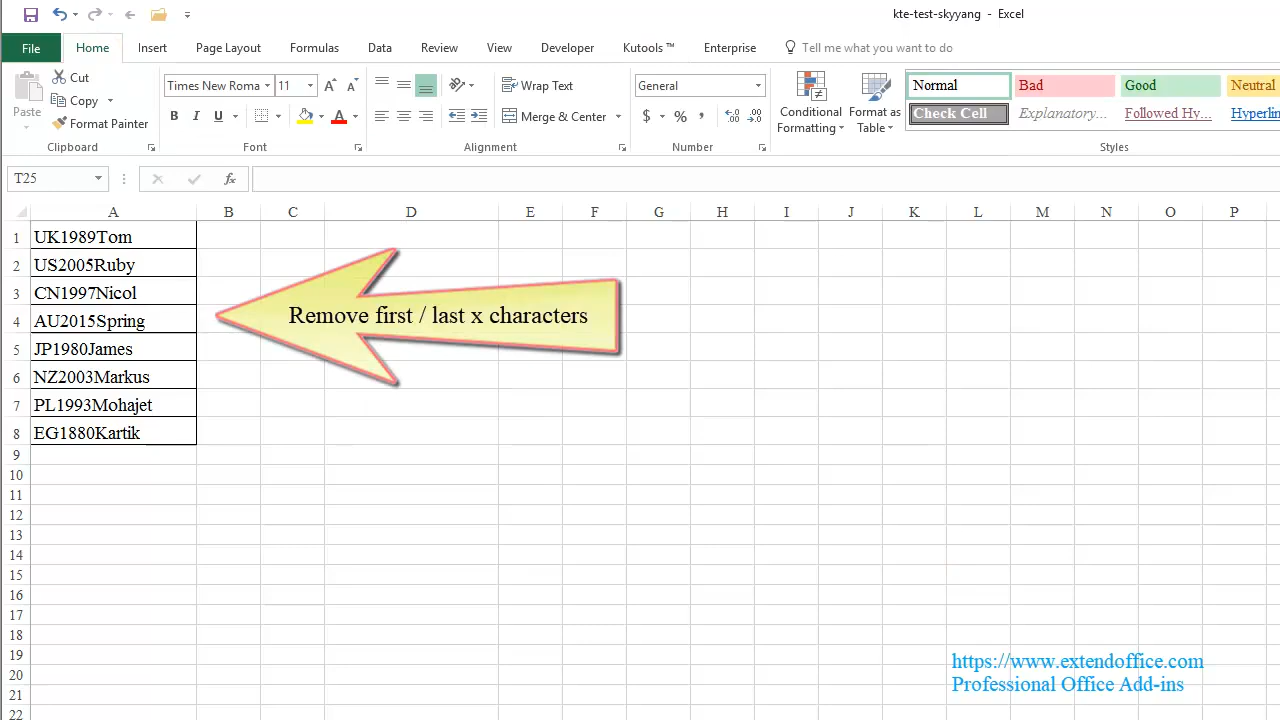 kte-test-skyyang - Excel
File Home Insert Page Layout Formulas Data Review View Developer Kutools ™ Enterprise Tell me what you want to do
Paste
Cut
Copy
Format Painter
Clipboard
Times New Roma 11
B I U
Font
Wrap Text
Merge & Center
Alignment
General
$ % ,
Number
Conditional Formatting
Format as Table
Normal Bad Good Neutral
Check Cell Explanatory... Followed Hy... Hyperlin
Styles
T25 fx
A B C D E F G H I J K L M N O P
1 UK1989Tom
2 US2005Ruby
3 CN1997Nicol
4 AU2015Spring
5 JP1980James
6 NZ2003Markus
7 PL1993Mohajet
8 EG1880Kartik
Remove first / last x characters
9
10
11
12
13
14
15
16
17
18
19
20
21
22
https://www.extendoffice.com
Professional Office Add-ins